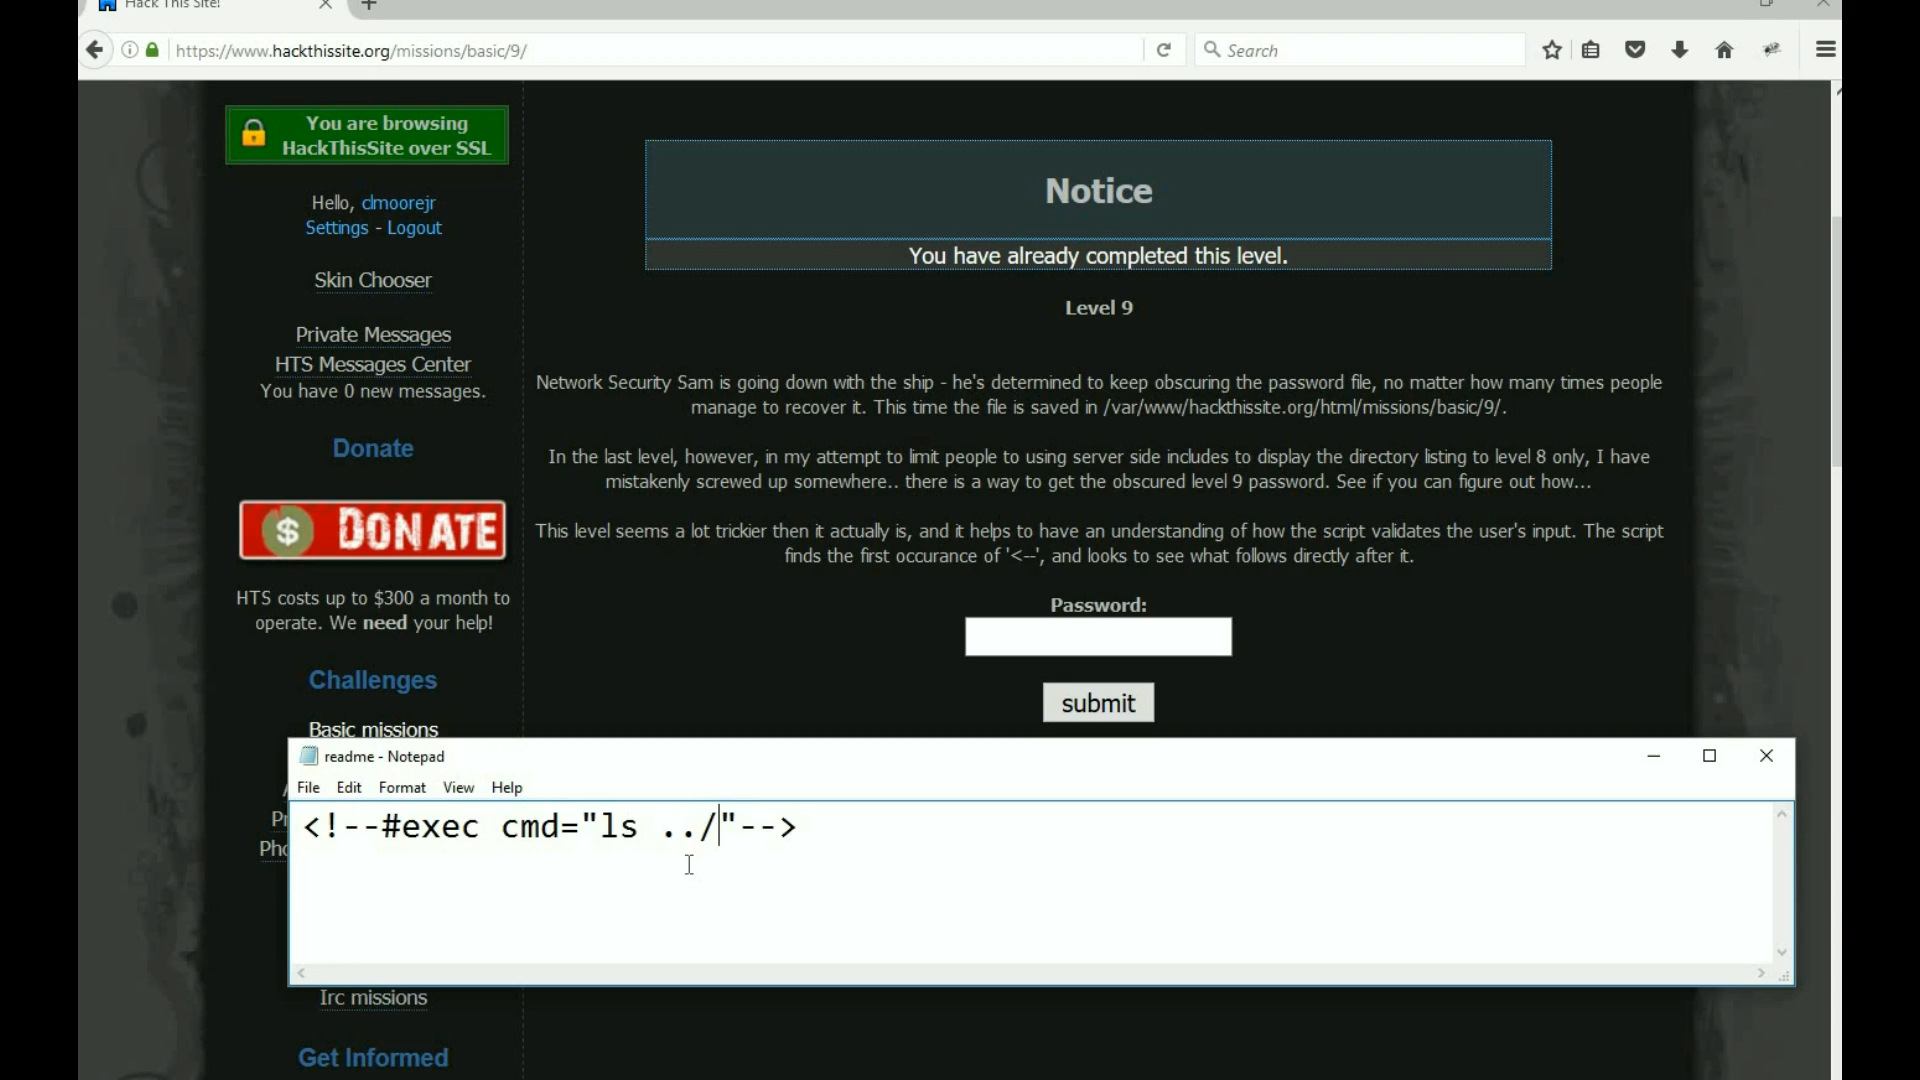 Hack This Site!
https://www.hackthissite.org/missions/basic/9/
Search
You are browsing
HackThisSite over SSL
Hello, clmoorejr
Settings - Logout
Skin Chooser
Private Messages
HTS Messages Center
You have 0 new messages.
Donate
$ DONATE
HTS costs up to $300 a month to
operate. We need your help!
Challenges
Basic missions
Irc missions
Get Informed
Notice
You have already completed this level.
Level 9
Network Security Sam is going down with the ship - he's determined to keep obscuring the password file, no matter how many times people
manage to recover it. This time the file is saved in /var/www/hackthissite.org/html/missions/basic/9/.
In the last level, however, in my attempt to limit people to using server side includes to display the directory listing to level 8 only, I have
mistakenly screwed up somewhere.. there is a way to get the obscured level 9 password. See if you can figure out how...
This level seems a lot trickier then it actually is, and it helps to have an understanding of how the script validates the user's input. The script
finds the first occurance of '<--', and looks to see what follows directly after it.
Password:
submit
readme - Notepad
File Edit Format View Help
<!--#exec cmd="ls ../"-->